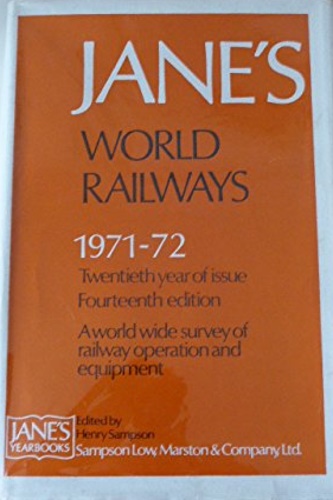 JANE'S
WORLD
RAILWAYS
1971-72
Twentieth year of issue
Fourteenth edition
A world wide survey of
railway operation and
equipment
JANE'S
YEARBOOKS
Edited by
Henry Sampson
Sampson Low, Marston & Company, Ltd.